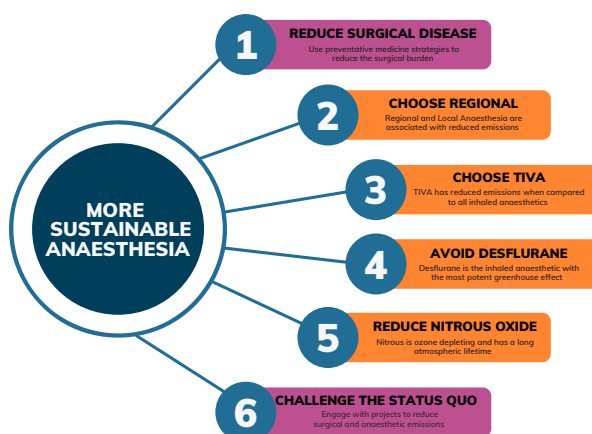 MORE
SUSTAINABLE
ANAESTHESIA
1
REDUCE SURGICAL DISEASE
Use preventative medicine strategies to
reduce the surgical burden
2
CHOOSE REGIONAL
Regional and Local Anaesthesia are
associated with reduced emissions
3
CHOOSE TIVA
TIVA has reduced emissions when compared
to all inhaled anaesthetics
4
AVOID DESFLURANE
Desflurane is the inhaled anaesthetic with
the most potent greenhouse effect
5
REDUCE NITROUS OXIDE
Nitrous is ozone depleting and has a long
atmospheric lifetime
6
CHALLENGE THE STATUS QUO
Engage with projects to reduce
surgical and anaesthetic emissions